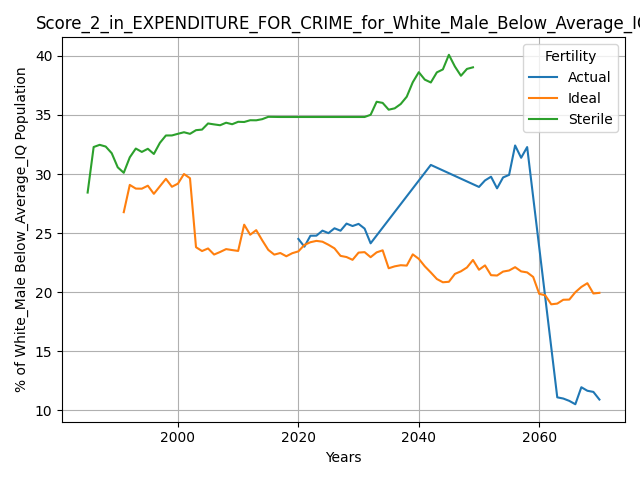 Score_2_in_EXPENDITURE_FOR_CRIME_for_White_Male_Below_Average_IQ
Fertility
Actual
Ideal
Sterile
% of White_Male Below_Average_IQ Population
40
35
30
25
20
15
10
2000
2020
2040
2060
Years